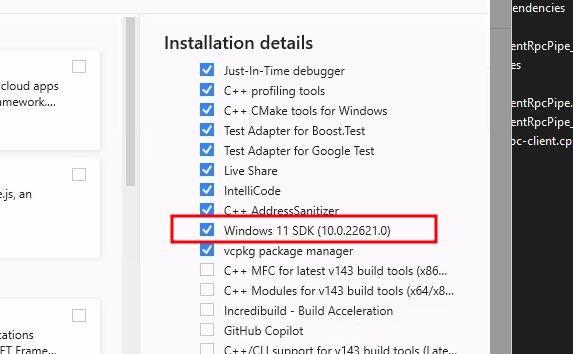 Installation details
Just-In-Time debugger
C++ profiling tools
C++ CMake tools for Windows
Test Adapter for Boost.Test
Test Adapter for Google Test
Live Share
IntelliCode
C++ AddressSanitizer
Windows 11 SDK (10.0.22621.0)
vcpkg package manager
C++ MFC for latest v143 build tools (x86...
C++ Modules for v143 build tools (x64/x8...
Incredibuild - Build Acceleration
GitHub Copilot
C++/CLI support for v143 build tools (Late...
cloud apps
ramework....
e.js, an
cations
ET Frame...
pendencies
entRpcPipe_
es
entRpcPipe.
entRpcPipe_
pc-client.cp